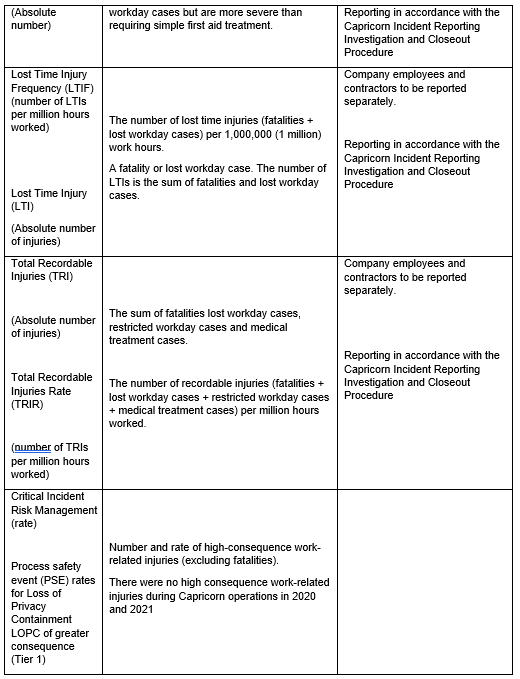 (Absolute
number)
workday cases but are more severe than
requiring simple first aid treatment.
Reporting in accordance with the
Capricorn Incident Reporting
Investigation and Closeout
Procedure
Lost Time Injury
Frequency (LTIF)
(number of LTIs
per million hours
worked)
Lost Time Injury
(LTI)
(Absolute number
of injuries)
The number of lost time injuries (fatalities +
lost workday cases) per 1,000,000 (1 million)
work hours.
A fatality or lost workday case. The number of
LTIs is the sum of fatalities and lost workday
cases.
Company employees and
contractors to be reported
separately.
Reporting in accordance with the
Capricorn Incident Reporting
Investigation and Closeout
Procedure
Total Recordable
Injuries (TRI)
(Absolute number
of injuries)
Total Recordable
Injuries Rate
(TRIR)
(number of TRIs
per million hours
worked)
The sum of fatalities lost workday cases,
restricted workday cases and medical
treatment cases.
The number of recordable injuries (fatalities +
lost workday cases + restricted workday cases
+ medical treatment cases) per million hours
worked.
Company employees and
contractors to be reported
separately.
Reporting in accordance with the
Capricorn Incident Reporting
Investigation and Closeout
Procedure
Critical Incident
Risk Management
(rate)
Process safety
event (PSE) rates
for Loss of
Privacy
Containment
LOPC of greater
consequence
(Tier 1)
Number and rate of high-consequence work-
related injuries (excluding fatalities).
There were no high consequence work-related
injuries during Capricorn operations in 2020
and 2021